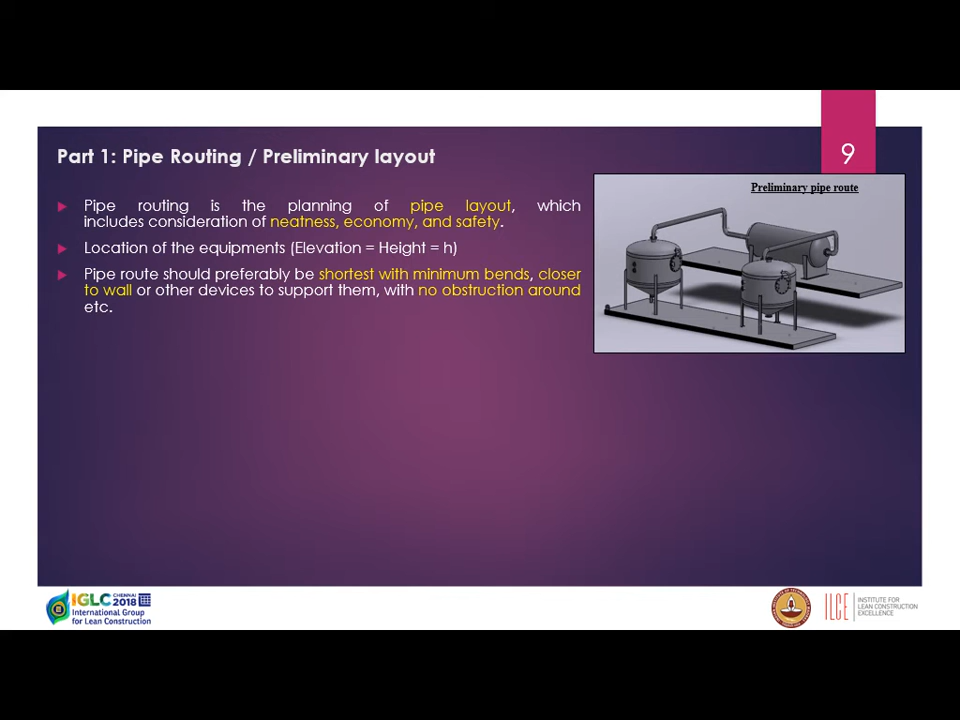 Part 1: Pipe Routing / Preliminary layout
9
Pipe routing is the planning of pipe layout, which
includes consideration of neatness, economy, and safety.
Location of the equipments (Elevation = Height = h)
Pipe route should preferably be shortest with minimum bends, closer
to wall or other devices to support them, with no obstruction around
etc.
Preliminary pipe route
IGLC CHENNAI 2018
International Group
for Lean Construction
ILCE
INSTITUTE FOR
LEAN CONSTRUCTION
EXCELLENCE